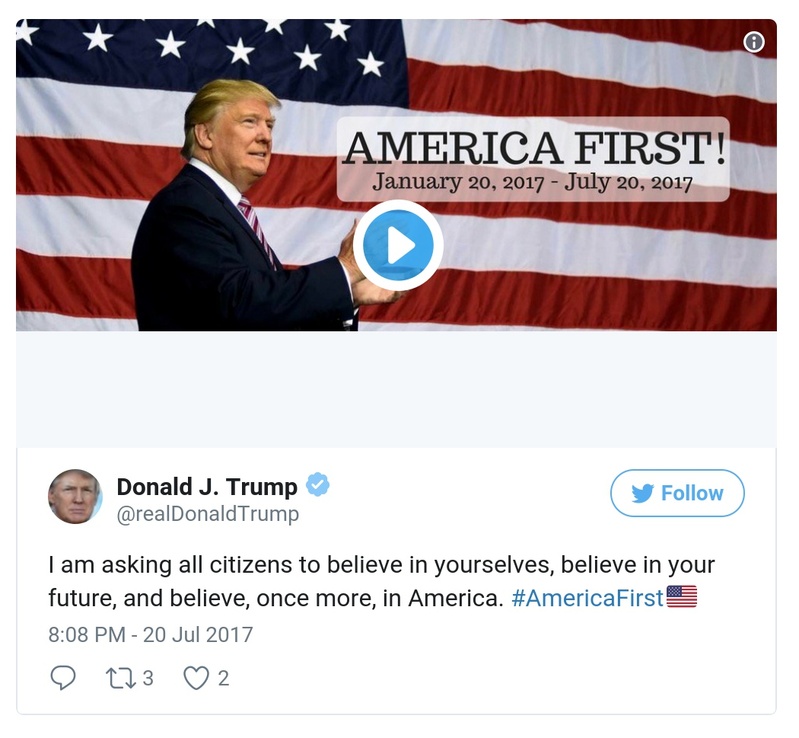 AMERICA FIRST!
January 20, 2017 - July 20, 2017
Donald J. Trump
@realDonaldTrump
Follow
I am asking all citizens to believe in yourselves, believe in your
future, and believe, once more, in America. #AmericaFirst🇺🇸
8:08 PM - 20 Jul 2017
3
2